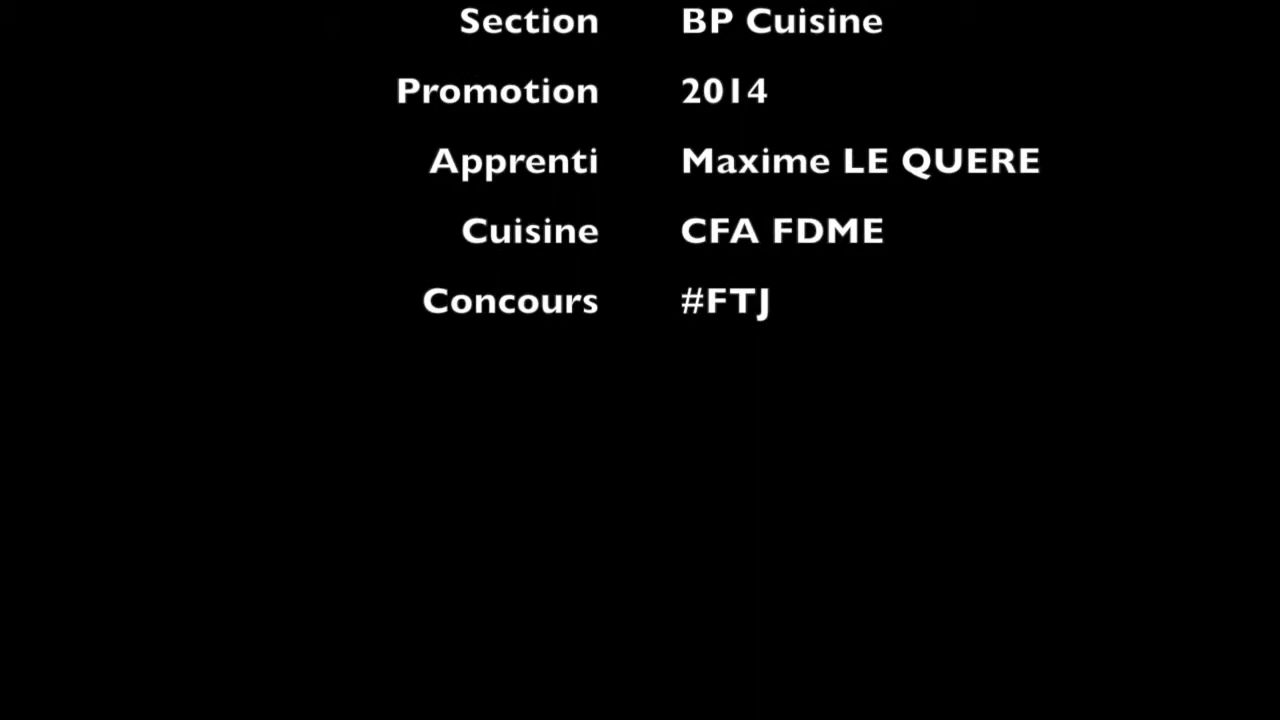 Section BP Cuisine
Promotion 2014
Apprenti Maxime LE QUERE
Cuisine CFA FDME
Concours #FTJ